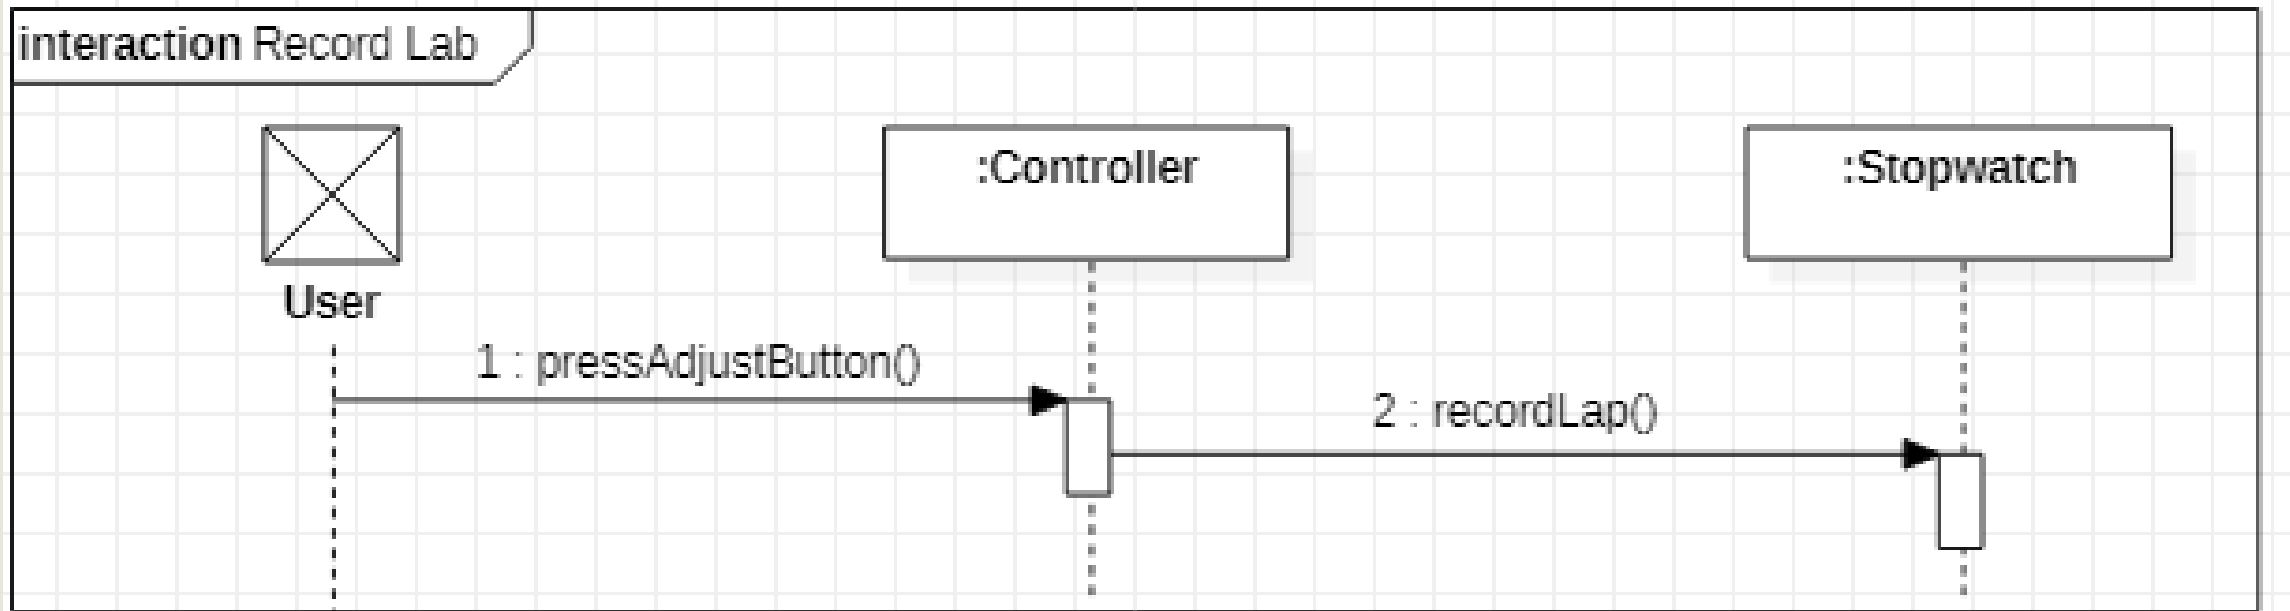 interaction Record Lab
:Controller
:Stopwatch
User
1 : pressAdjustButton()
2 : recordLap()